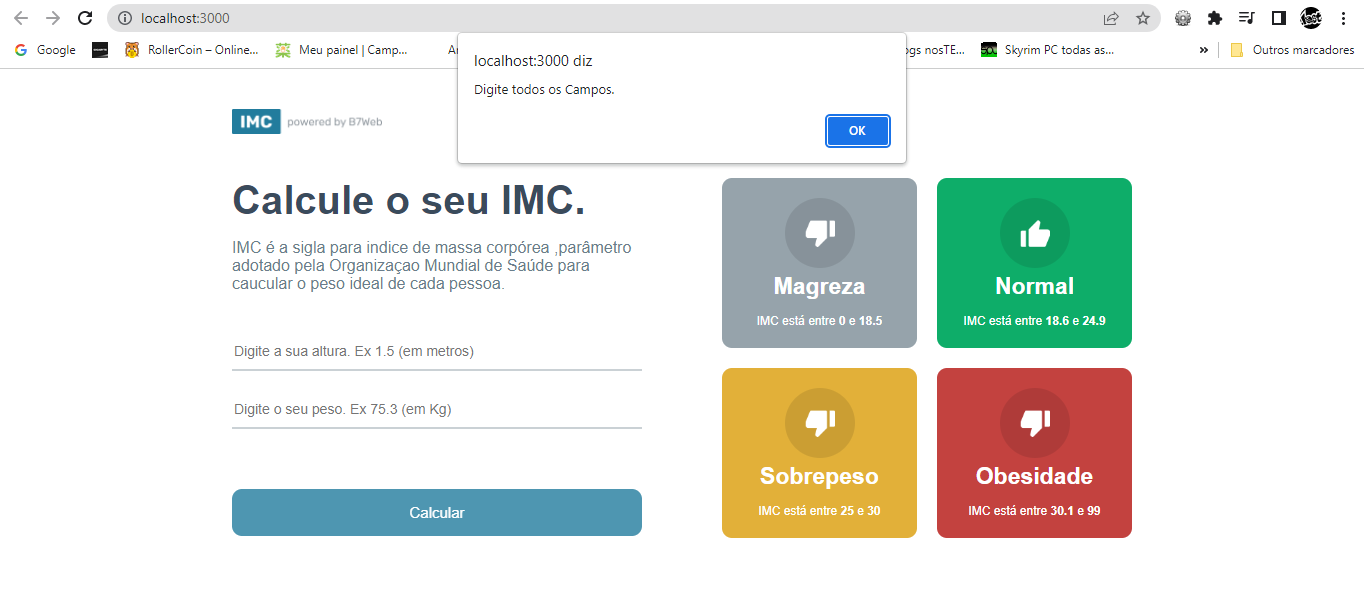 localhost:3000
Google
RollerCoin – Online...
Meu painel | Camp...
ogs nosTE...
Skyrim PC todas as...
»
Outros marcadores
localhost:3000 diz
Digite todos os Campos.
OK
IMC powered by B7Web
Calcule o seu IMC.
IMC é a sigla para indice de massa corpórea ,parâmetro
adotado pela Organizaçao Mundial de Saúde para
caucular o peso ideal de cada pessoa.
Digite a sua altura. Ex 1.5 (em metros)
Digite o seu peso. Ex 75.3 (em Kg)
Calcular
Magreza
IMC está entre 0 e 18.5
Normal
IMC está entre 18.6 e 24.9
Sobrepeso
IMC está entre 25 e 30
Obesidade
IMC está entre 30.1 e 99